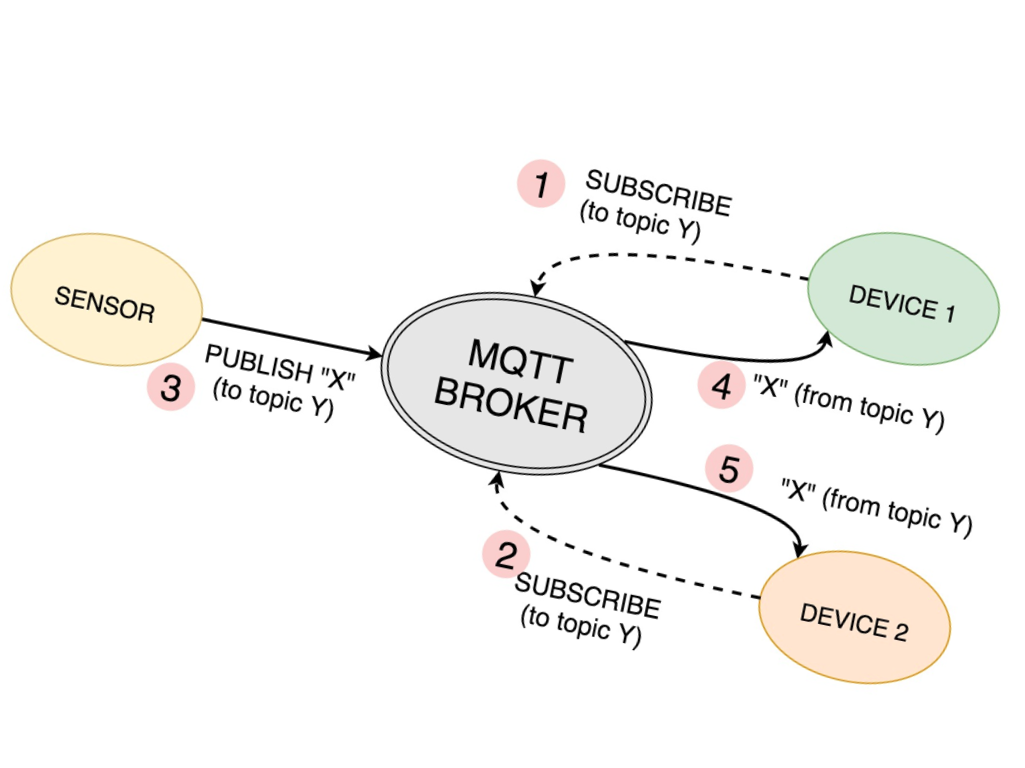 1
SUBSCRIBE
(to topic Y)
SENSOR
DEVICE 1
PUBLISH "X"
(to topic Y)
3
MQTT
BROKER
4
"X" (from topic Y)
5
"X" (from topic Y)
2
SUBSCRIBE
(to topic Y)
DEVICE 2